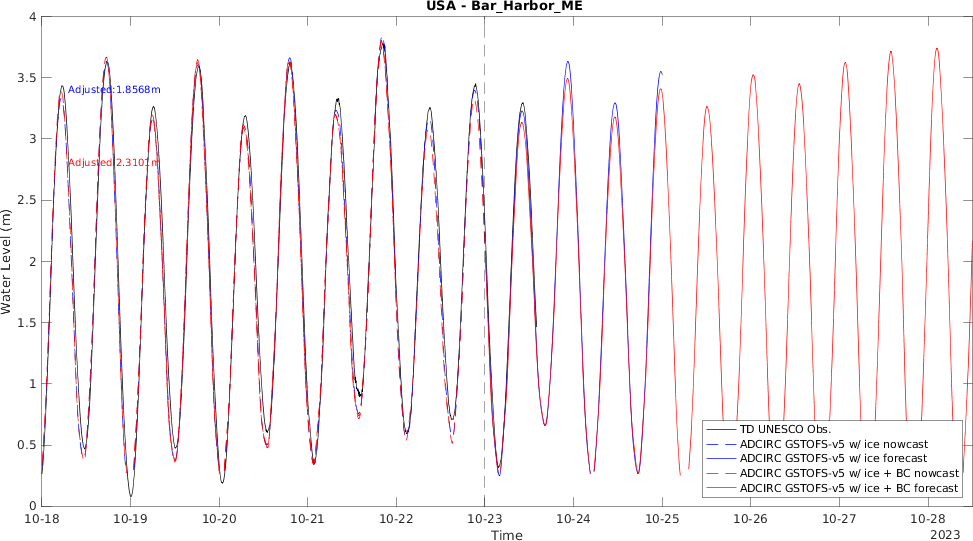 USA - Bar_Harbor_ME
4
3.5
3
2.5
2
1.5
1
0.5
0
Water Level (m)
Adjusted:1.8568m
Adjusted:2.3101m
TD UNESCO Obs.
ADCIRC GSTOFS-v5 w/ ice nowcast
ADCIRC GSTOFS-v5 w/ ice forecast
ADCIRC GSTOFS-v5 w/ ice + BC nowcast
ADCIRC GSTOFS-v5 w/ ice + BC forecast
10-18 10-19 10-20 10-21 10-22 10-23 10-24 10-25 10-26 10-27 10-28
2023
Time